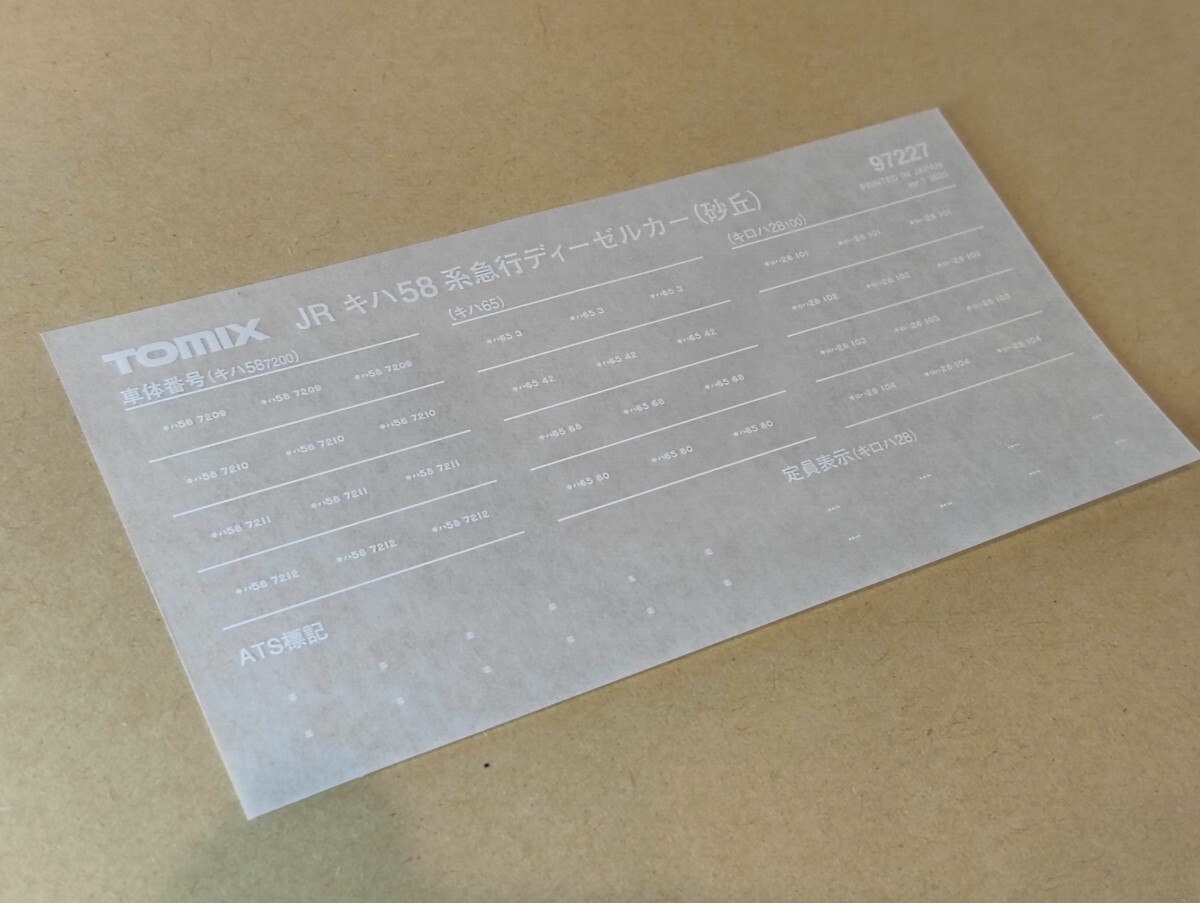 97227
PRINTED IN JAPAN
TOMIX JR キハ58系急行ディーゼルカー(砂丘)
車体番号(キハ587200)
キハ58 7209 キハ58 7209 キハ58 7209
キハ58 7210 キハ58 7210 キハ58 7210
キハ58 7211 キハ58 7211 キハ58 7211
キハ58 7212 キハ58 7212 キハ58 7212
(キハ65)
キハ65 3 キハ65 3 キハ65 3
キハ65 42 キハ65 42 キハ65 42
キハ65 68 キハ65 68 キハ65 68
キハ65 80 キハ65 80 キハ65 80
(キロハ28100)
キロハ28 101 キロハ28 101 キロハ28 101
キロハ28 102 キロハ28 102 キロハ28 102
キロハ28 103 キロハ28 103 キロハ28 103
キロハ28 104 キロハ28 104 キロハ28 104
ATS標記
定員表示(キロハ28)